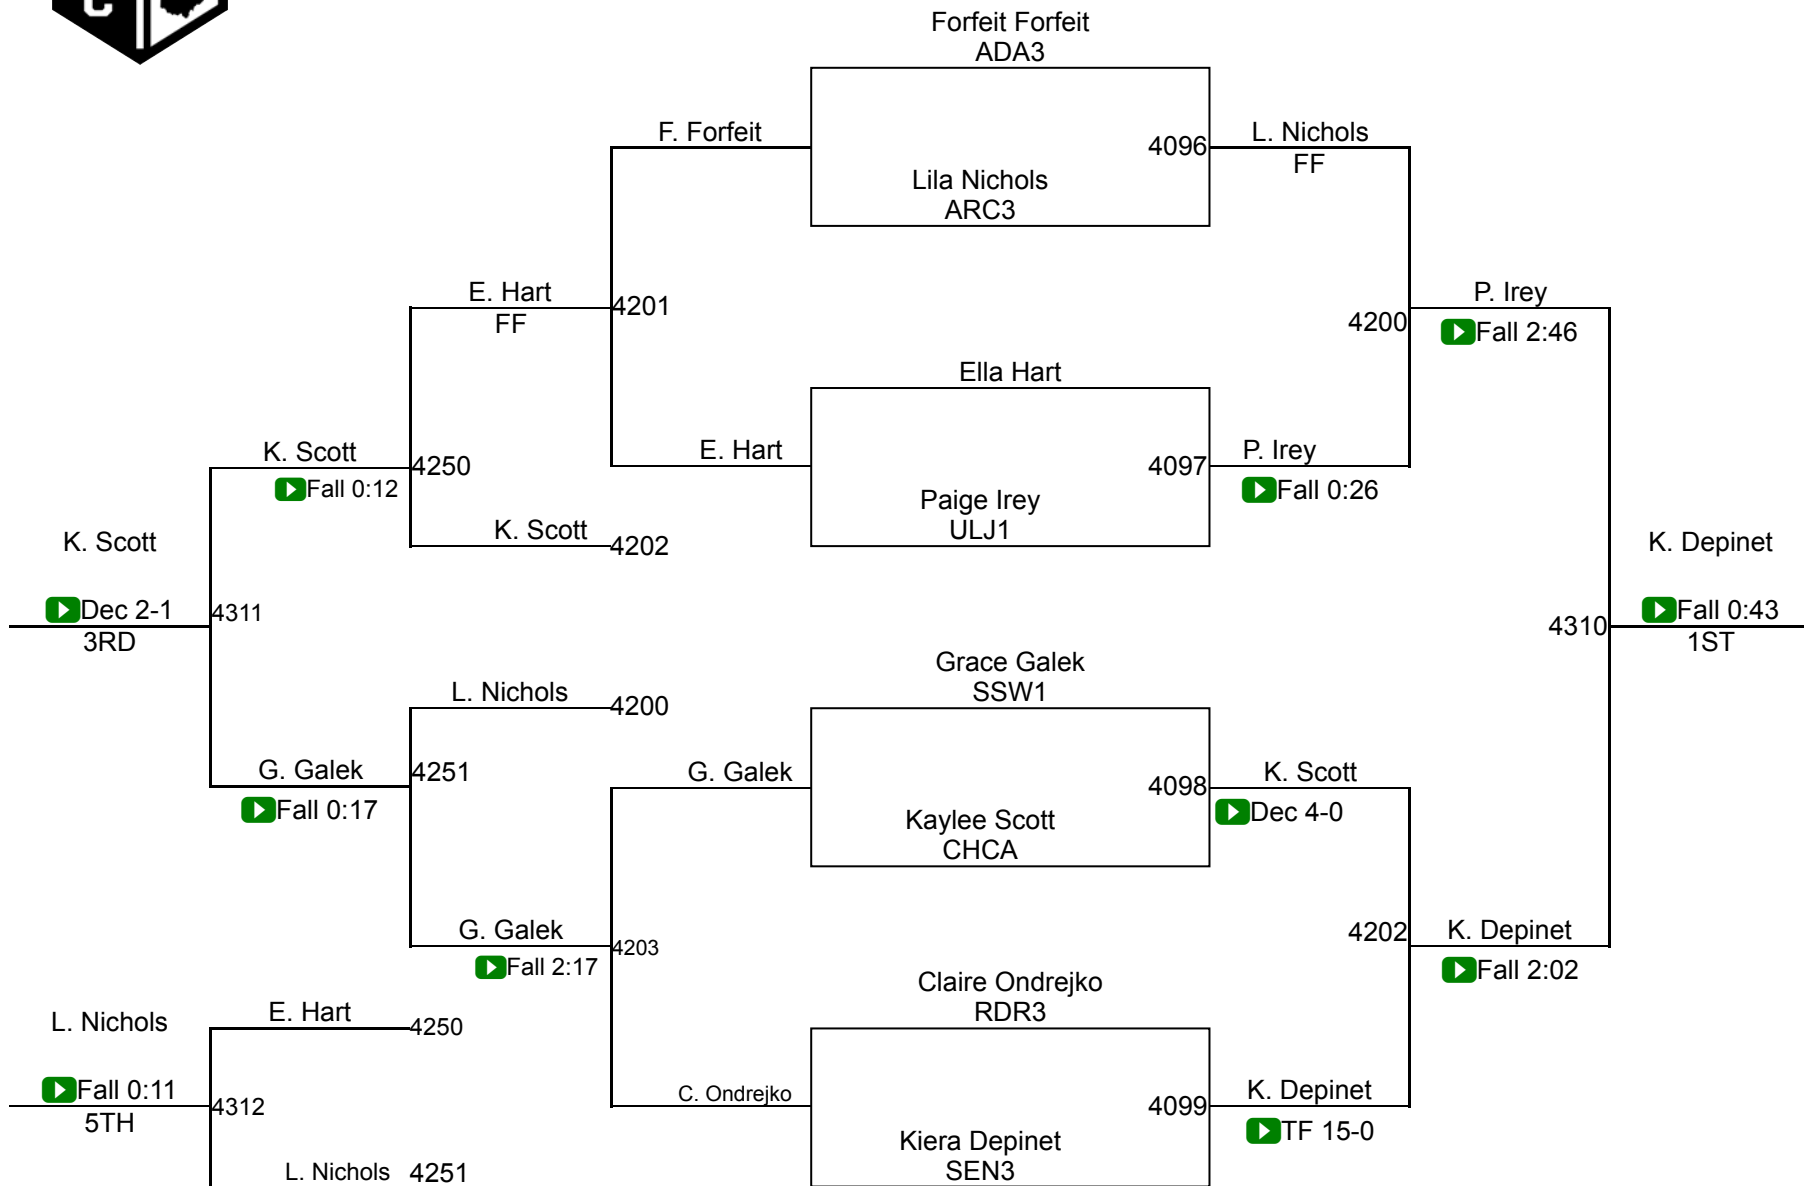 C
Forfeit Forfeit
ADA3
F. Forfeit
4096
L. Nichols
FF
Lila Nichols
ARC3
E. Hart
FF
4201
4200
P. Irey
Fall 2:46
Ella Hart
K. Scott
Fall 0:12
4250
E. Hart
4097
P. Irey
Fall 0:26
Paige Irey
ULJ1
K. Scott
K. Scott
4202
K. Depinet
Dec 2-1
3RD
4311
4310
Fall 0:43
1ST
Grace Galek
SSW1
L. Nichols
4200
G. Galek
Fall 0:17
4251
G. Galek
4098
K. Scott
Dec 4-0
Kaylee Scott
CHCA
G. Galek
Fall 2:17
4203
4202
K. Depinet
Fall 2:02
Claire Ondrejko
RDR3
L. Nichols
E. Hart
4250
Fall 0:11
5TH
4312
C. Ondrejko
4099
K. Depinet
TF 15-0
Kiera Depinet
SEN3
L. Nichols
4251